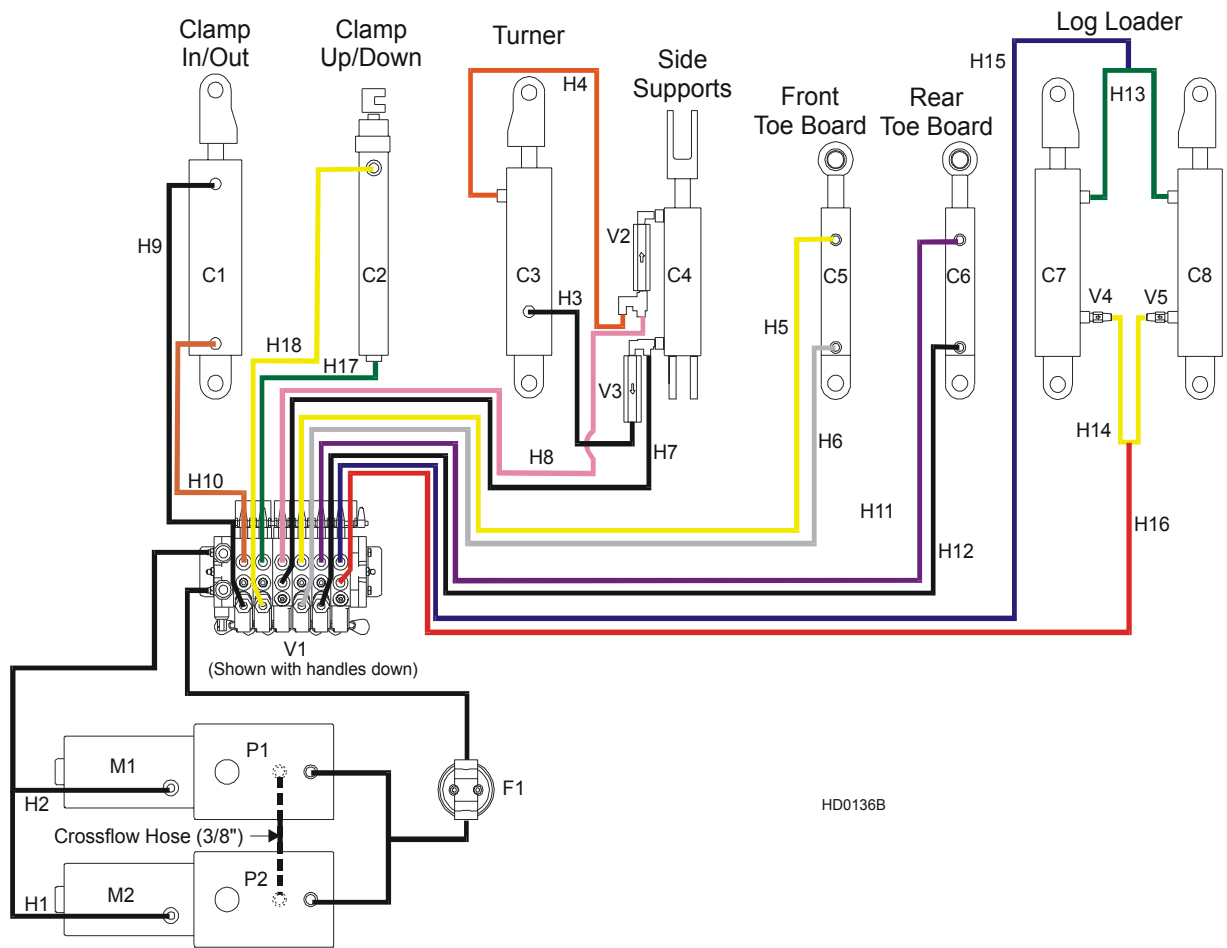 Clamp
In/Out
Clamp
Up/Down
Turner
Side
Supports
Front
Toe Board
Rear
Toe Board
Log Loader
H15
H4
H13
H9
V2
C1
C2
C3
C4
C5
C6
C7
C8
H3
V4
V5
H5
H18
H17
V3
H14
H6
H8
H7
H10
H11
H16
H12
V1
(Shown with handles down)
P1
M1
F1
H2
HD0136B
Crossflow Hose (3/8")
P2
M2
H1